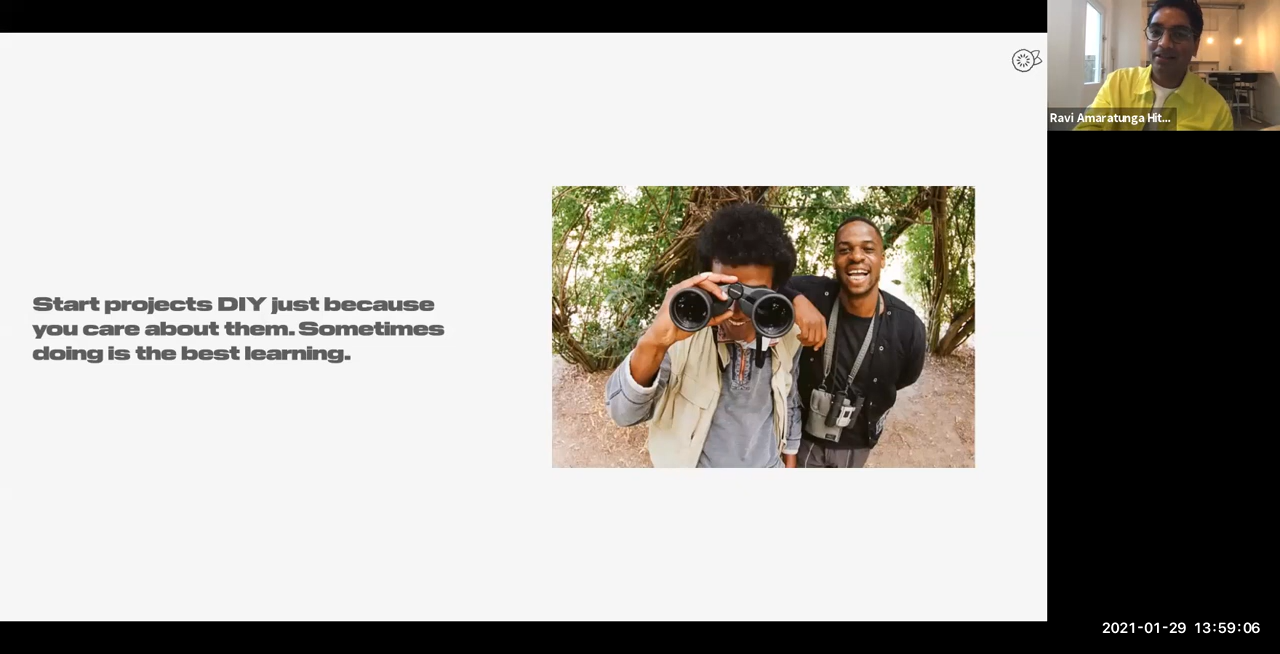 Start projects DIY just because
you care about them. Sometimes
doing is the best learning.
Ravi Amaratunga Hit...
2021-01-29 13:59:06